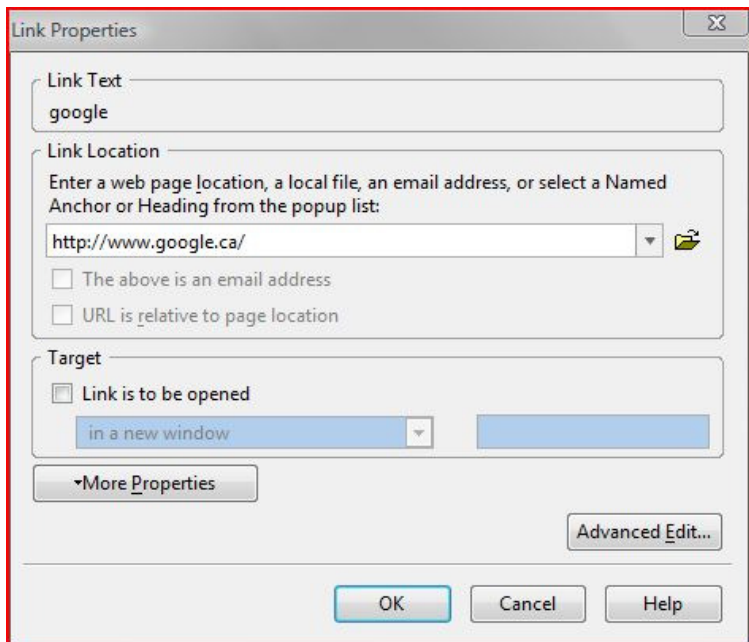 Link Properties
Link Text
google
Link Location
Enter a web page location, a local file, an email address, or select a Named
Anchor or Heading from the popup list:
http://www.google.ca/
The above is an email address
URL is relative to page location
Target
Link is to be opened
in a new window
More Properties
Advanced Edit...
OK Cancel Help